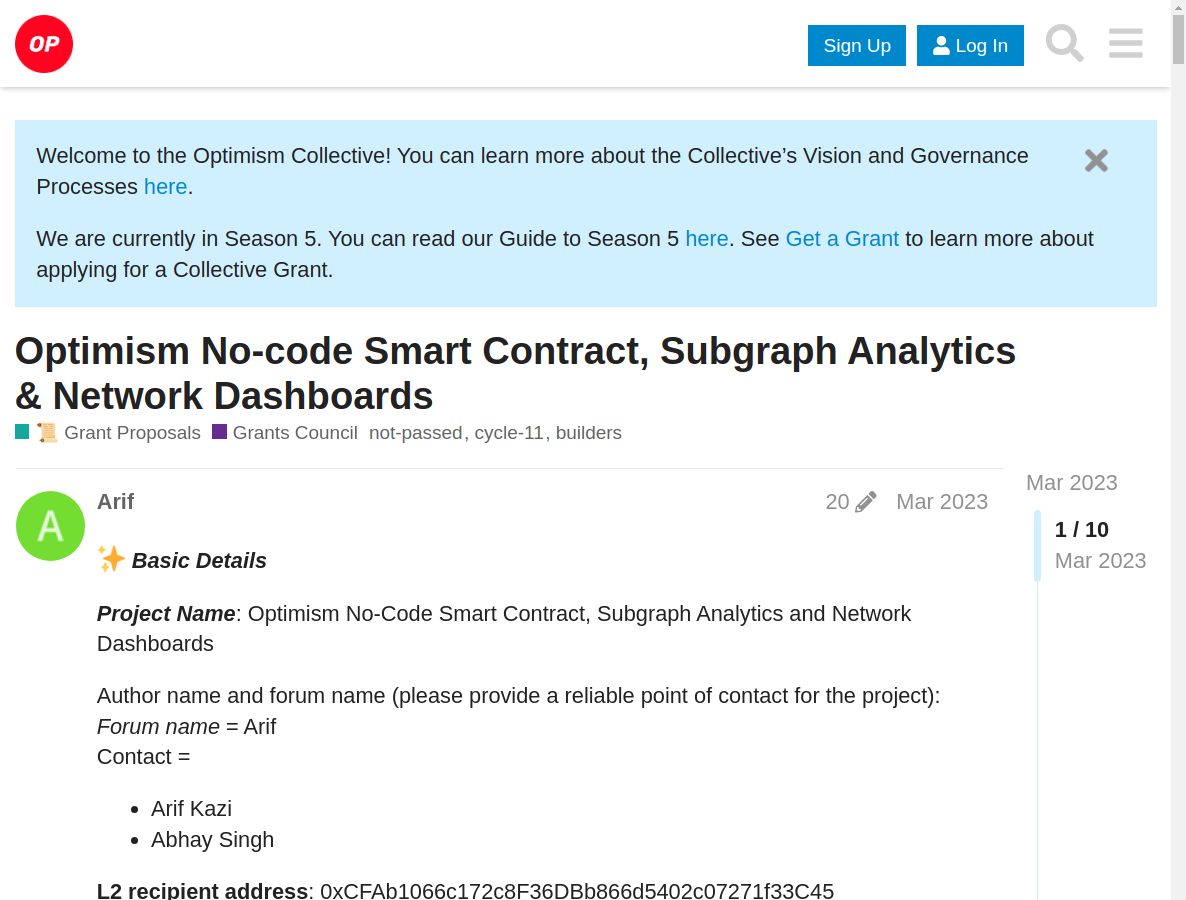 OP
Sign Up
Log In
Welcome to the Optimism Collective! You can learn more about the Collective’s Vision and Governance
Processes here.
We are currently in Season 5. You can read our Guide to Season 5 here. See Get a Grant to learn more about
applying for a Collective Grant.
Optimism No-code Smart Contract, Subgraph Analytics
& Network Dashboards
📜 Grant Proposals Grants Council not-passed, cycle-11, builders
Mar 2023
1 / 10
Mar 2023
A
Arif
20
Mar 2023
✨ Basic Details
Project Name: Optimism No-Code Smart Contract, Subgraph Analytics and Network
Dashboards
Author name and forum name (please provide a reliable point of contact for the project):
Forum name = Arif
Contact =
• Arif Kazi
• Abhay Singh
L2 recipient address: 0xCFAb1066c172c8F36DBb866d5402c07271f33C45